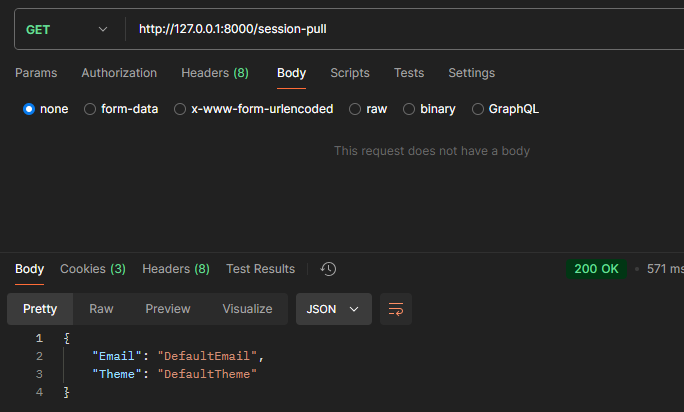 GET http://127.0.0.1:8000/session-pull
Params Authorization Headers (8) Body Scripts Tests Settings
none form-data x-www-form-urlencoded raw binary GraphQL
This request does not have a body
Body Cookies (3) Headers (8) Test Results 200 OK 571 ms
Pretty Raw Preview Visualize JSON
1 {
2 "Email": "DefaultEmail",
3 "Theme": "DefaultTheme"
4 }